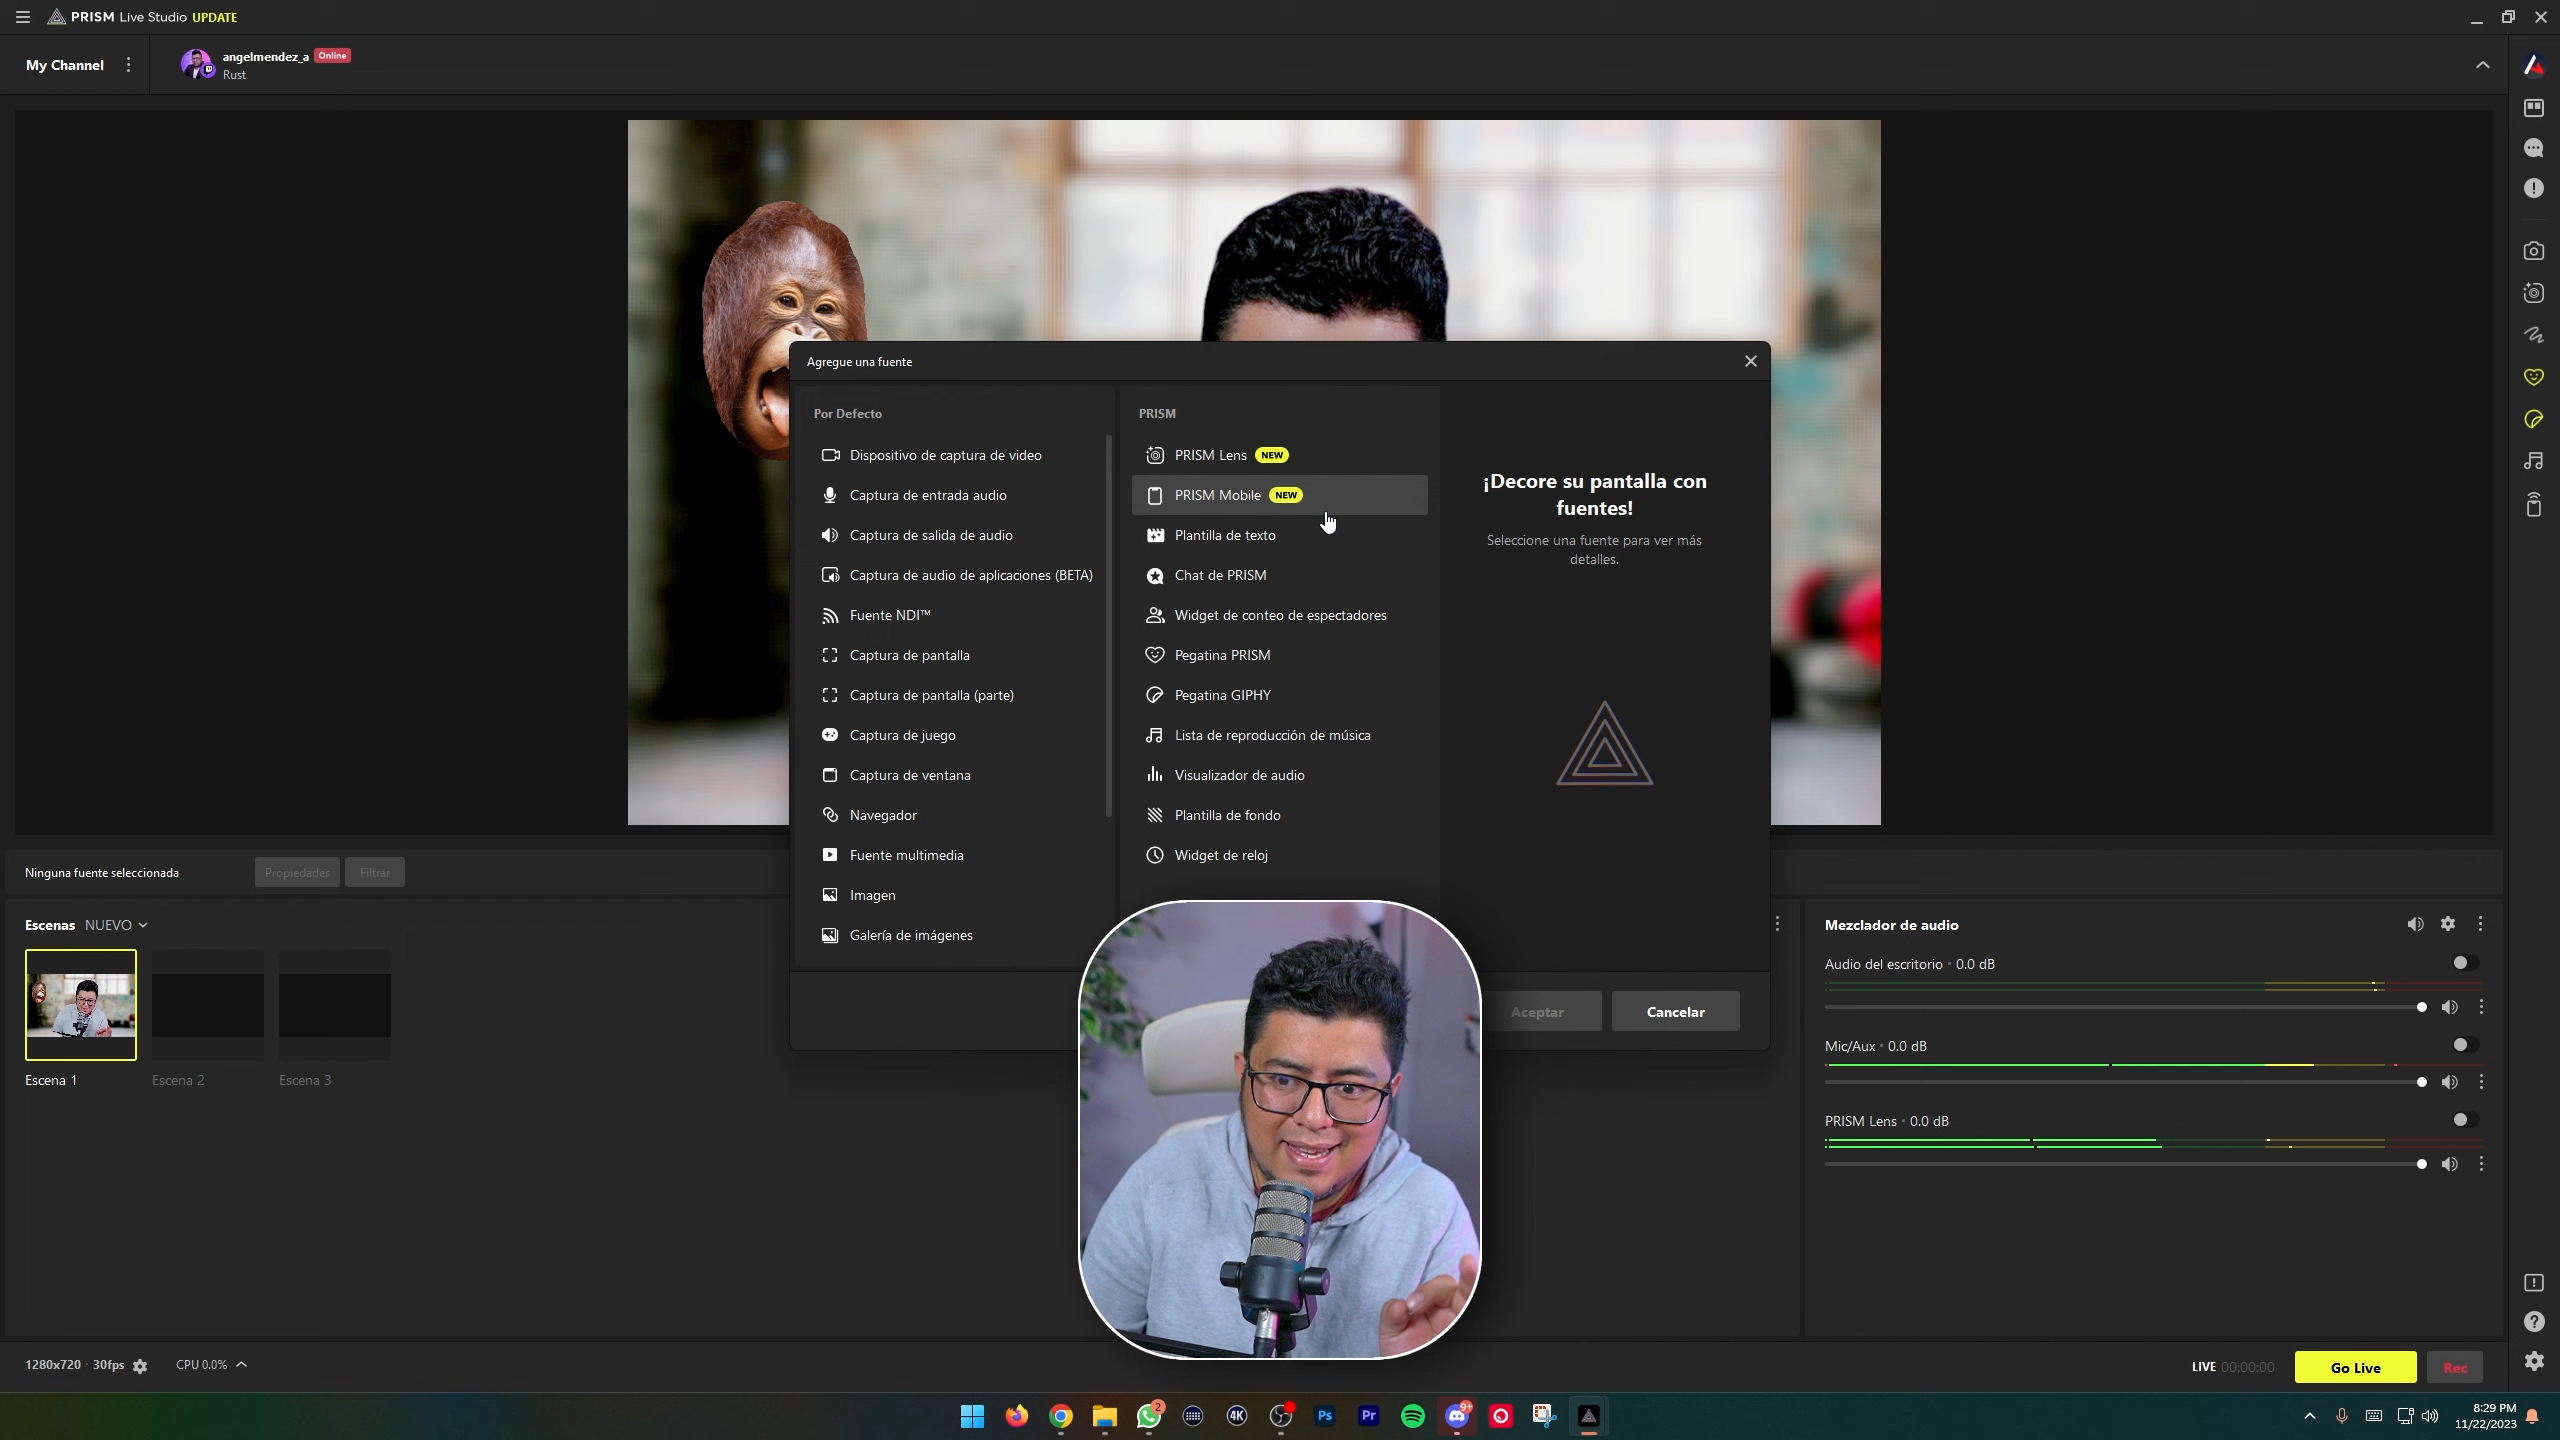 PRISM Live Studio UPDATE
My Channel
angelmendez_a Online
Rust
Agregue una fuente
Por Defecto
Dispositivo de captura de video
Captura de entrada audio
Captura de salida de audio
Captura de audio de aplicaciones (BETA)
Fuente NDI™
Captura de pantalla
Captura de pantalla (parte)
Captura de juego
Captura de ventana
Navegador
Fuente multimedia
Imagen
Galería de imágenes
PRISM
PRISM Lens NEW
PRISM Mobile NEW
Plantilla de texto
Chat de PRISM
Widget de conteo de espectadores
Pegatina PRISM
Pegatina GIPHY
Lista de reproducción de música
Visualizador de audio
Plantilla de fondo
Widget de reloj
¡Decore su pantalla con
fuentes!
Seleccione una fuente para ver más
detalles.
Aceptar
Cancelar
Ninguna fuente seleccionada
Propiedades
Filtrar
Escenas NUEVO
Escena 1
Escena 2
Escena 3
Mezclador de audio
Audio del escritorio • 0.0 dB
Mic/Aux • 0.0 dB
PRISM Lens • 0.0 dB
1280x720 · 30fps
CPU 0.0%
LIVE 00:00:00
Go Live
Rec
2
4K
Ps
Pr
9+
8:29 PM
11/22/2023